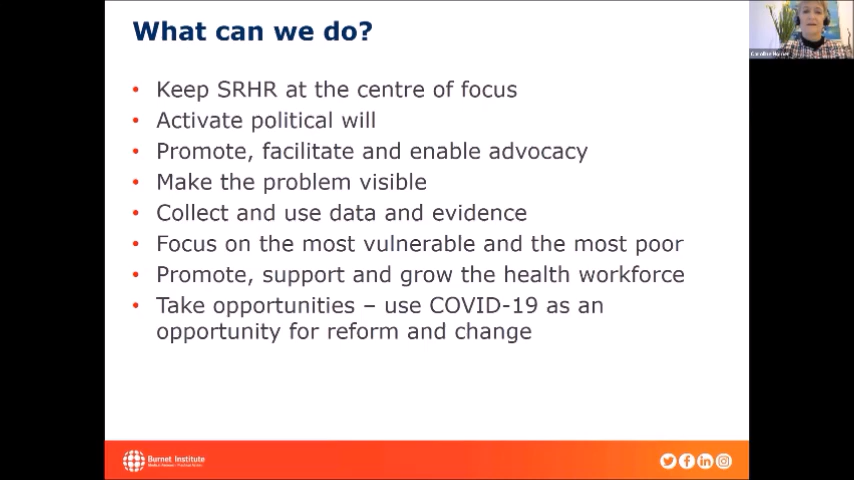 What can we do?
• Keep SRHR at the centre of focus
• Activate political will
• Promote, facilitate and enable advocacy
• Make the problem visible
• Collect and use data and evidence
• Focus on the most vulnerable and the most poor
• Promote, support and grow the health workforce
• Take opportunities – use COVID-19 as an
opportunity for reform and change
Burnet Institute
Caroline